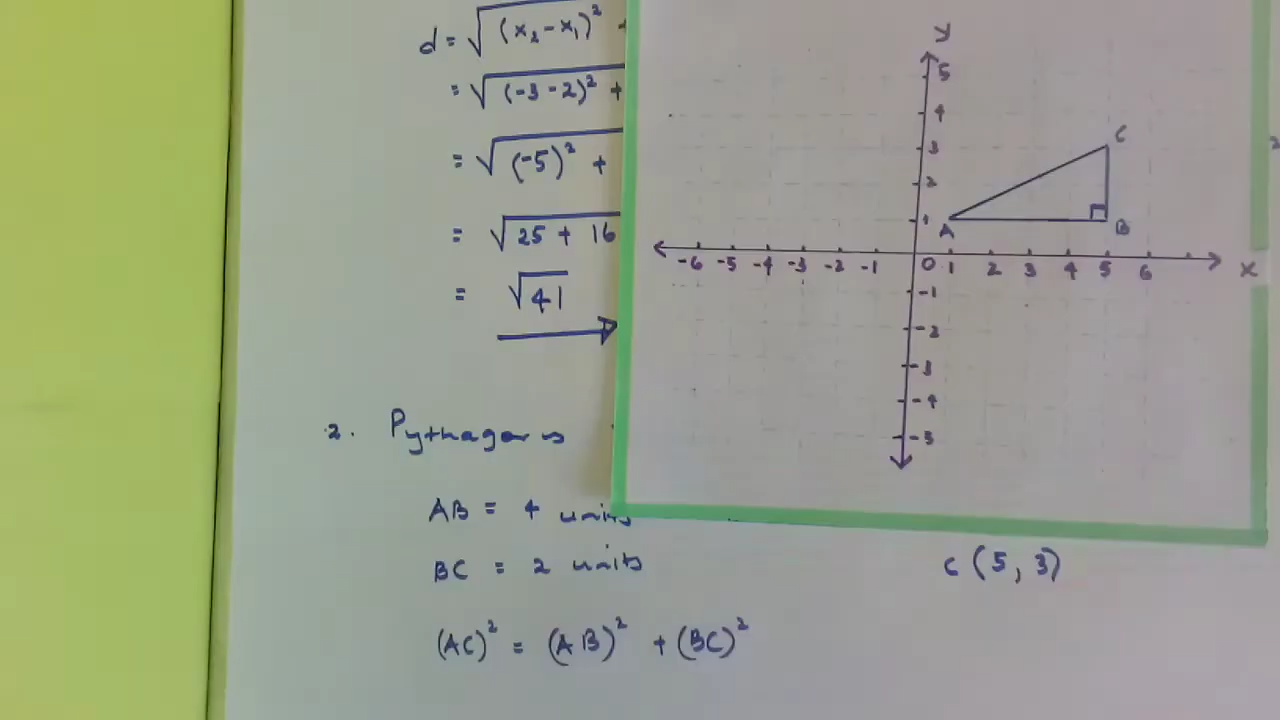 d = √(x₂ - x₁)² +
= √(-3 - 2)² +
= √(-5)² +
= √25 + 16
= √41
2. Pythagoras
AB = 4 units
BC = 2 units
(AC)² = (AB)² + (BC)²
y
5
4
3
2
1
C
A
B
-6 -5 -4 -3 -2 -1 0 1 2 3 4 5 6 x
-1
-2
-3
-4
-5
C (5, 3)